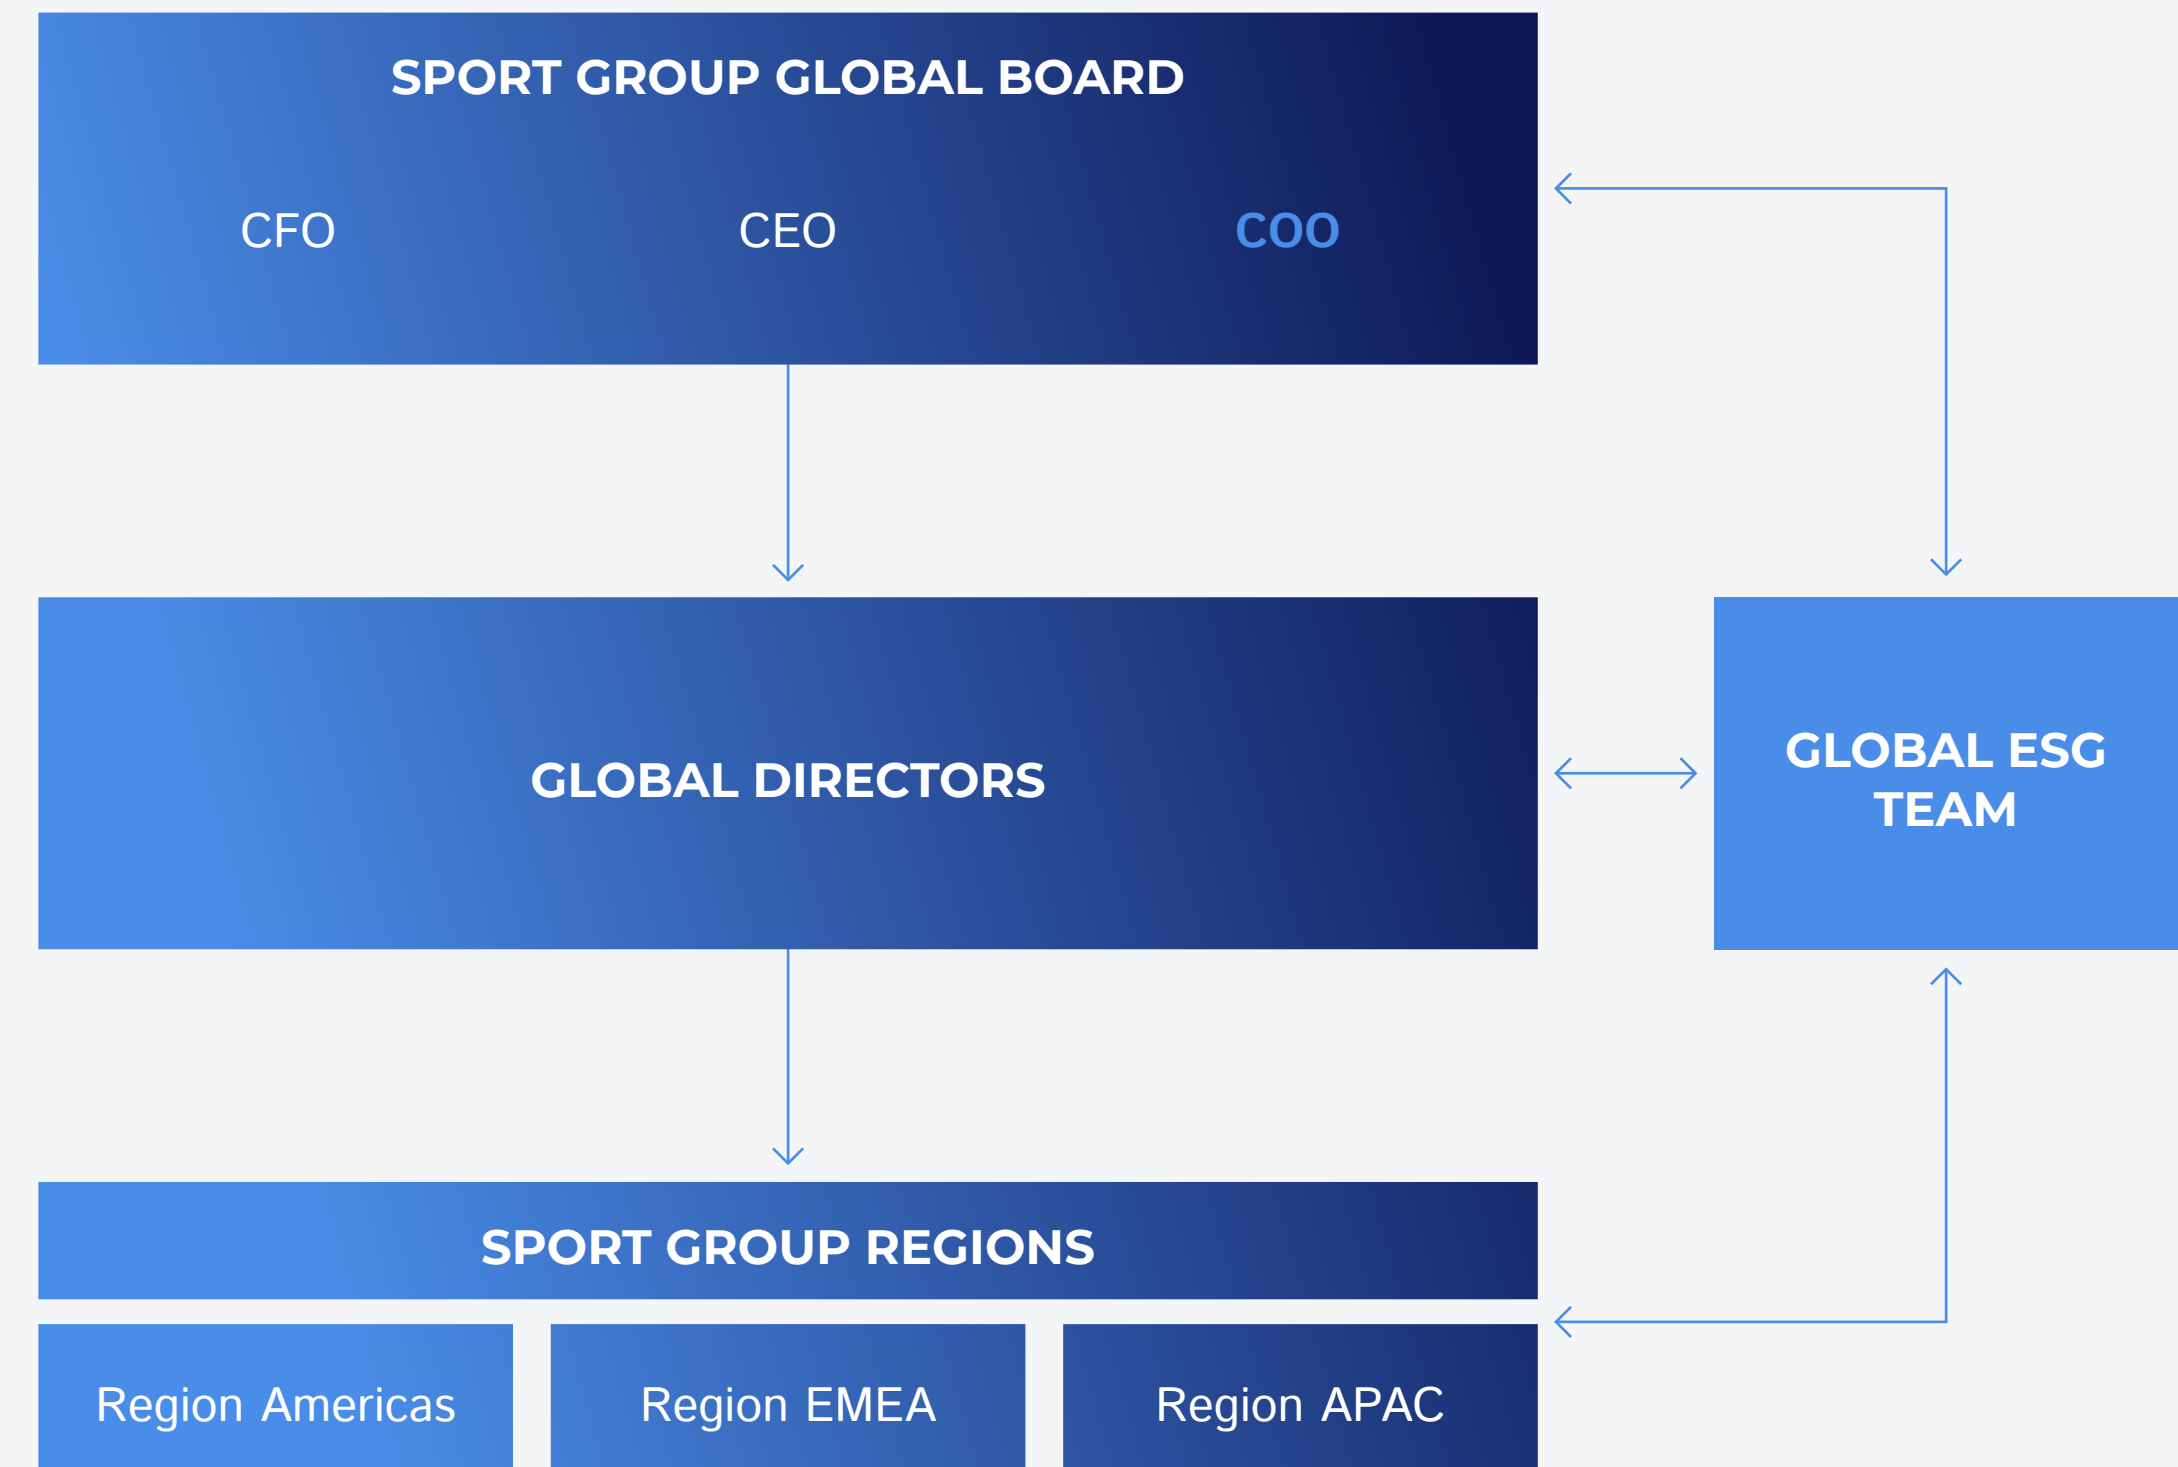 SPORT GROUP GLOBAL BOARD
CFO CEO COO
GLOBAL DIRECTORS
GLOBAL ESG
TEAM
SPORT GROUP REGIONS
Region Americas Region EMEA Region APAC